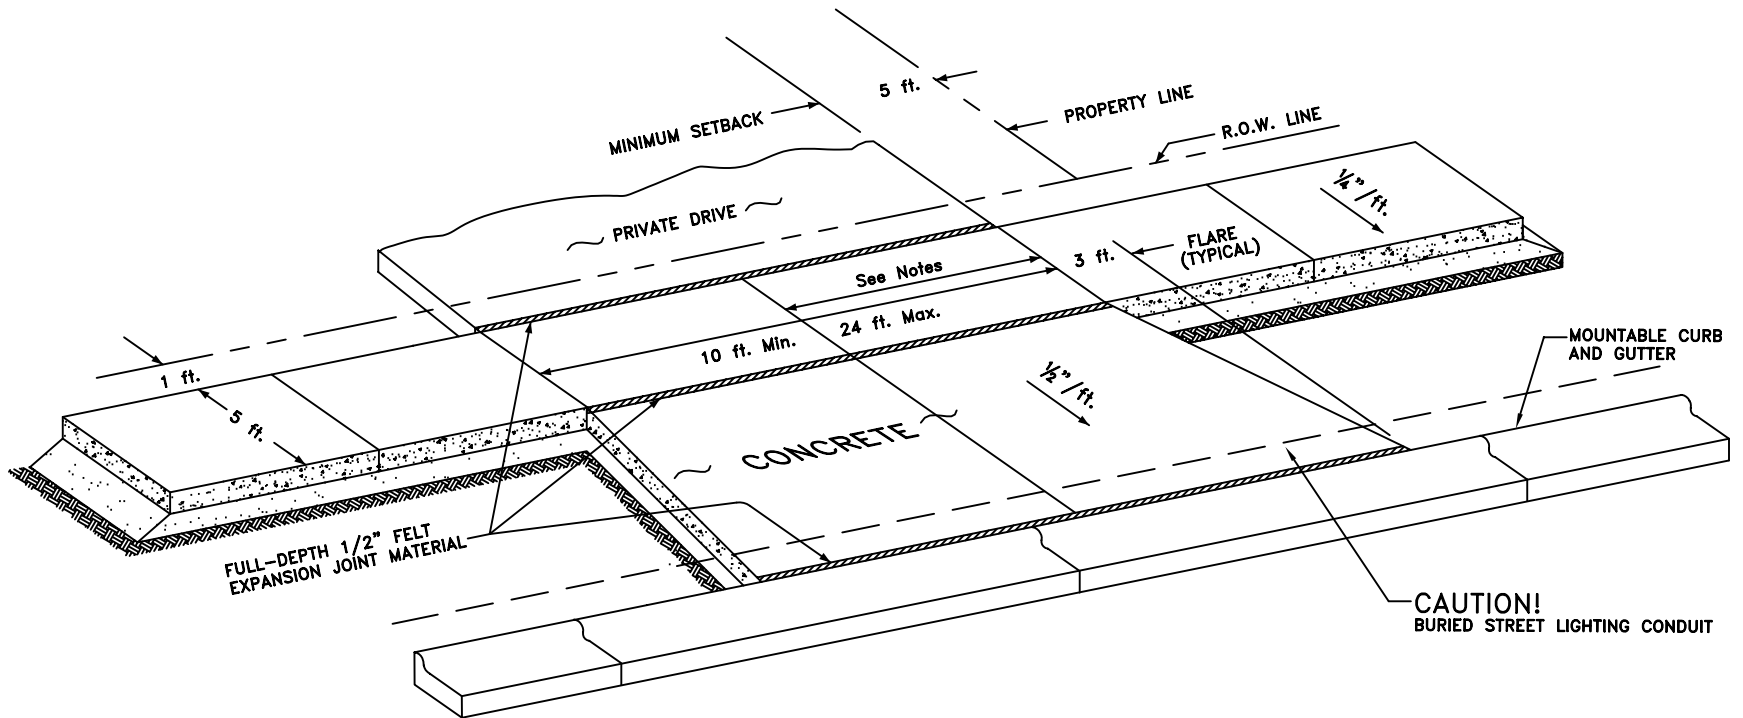 5 ft.
PROPERTY LINE
MINIMUM SETBACK
R.O.W. LINE
1/4"/ft.
PRIVATE DRIVE
FLARE
(TYPICAL)
3 ft.
See Notes
24 ft. Max.
10 ft. Min.
MOUNTABLE CURB
AND GUTTER
1 ft.
5 ft.
1/2"/ft.
CONCRETE
FULL-DEPTH 1/2" FELT
EXPANSION JOINT MATERIAL
CAUTION!
BURIED STREET LIGHTING CONDUIT